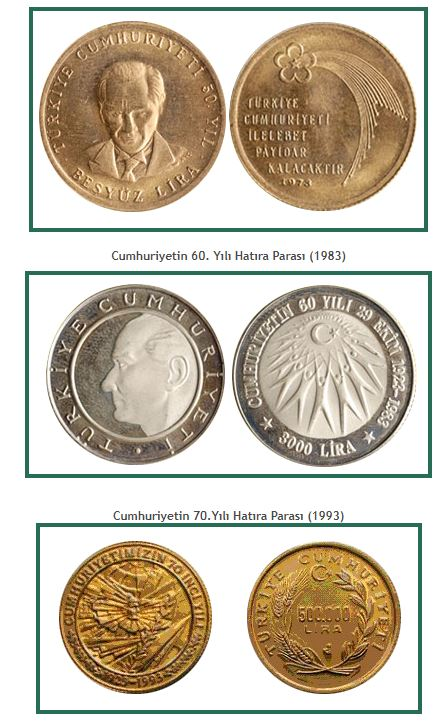 TÜRKİYE CUMHURİYETİ 50. YIL
BEŞYÜZ LİRA
TÜRKİYE
CUMHURİYETİ
İLELEBET
PAYİDAR
KALACAKTIR
1973
Cumhuriyetin 60. Yılı Hatıra Parası (1983)
TÜRKİYE CUMHURİYETİ
CUMHURİYETİN 60 YILI 29 EKİM 1923-1983
3000 LİRA
Cumhuriyetin 70.Yılı Hatıra Parası (1993)
CUMHURİYETİMİZİN 70 İNCİ YILI
1993
TÜRKİYE CUMHURİYETİ
500.000
LİRA